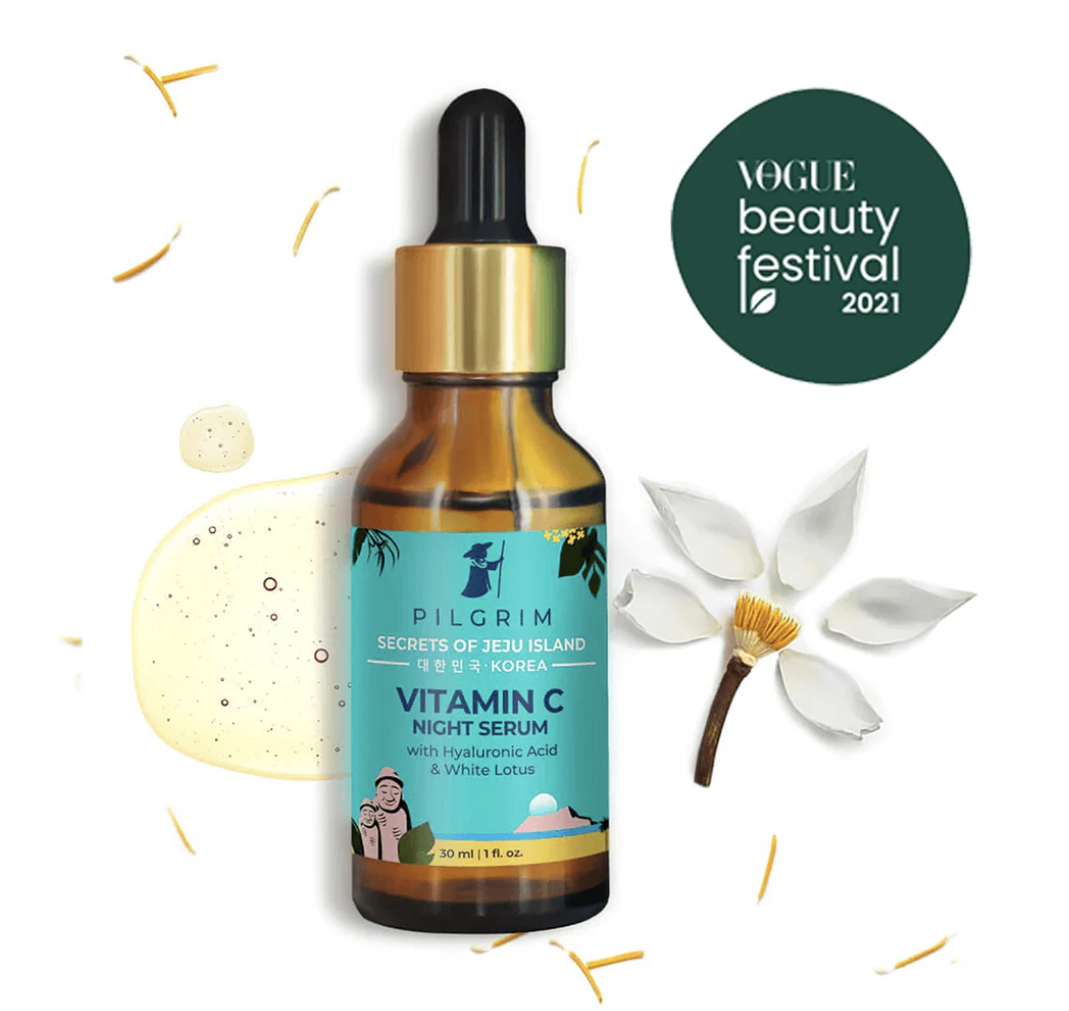 VOGUE
beauty
festival
2021
PILGRIM
SECRETS OF JEJU ISLAND
대한민국·KOREA
VITAMIN C
NIGHT SERUM
with Hyaluronic Acid
& White Lotus
30 ml | 1 fl. oz.